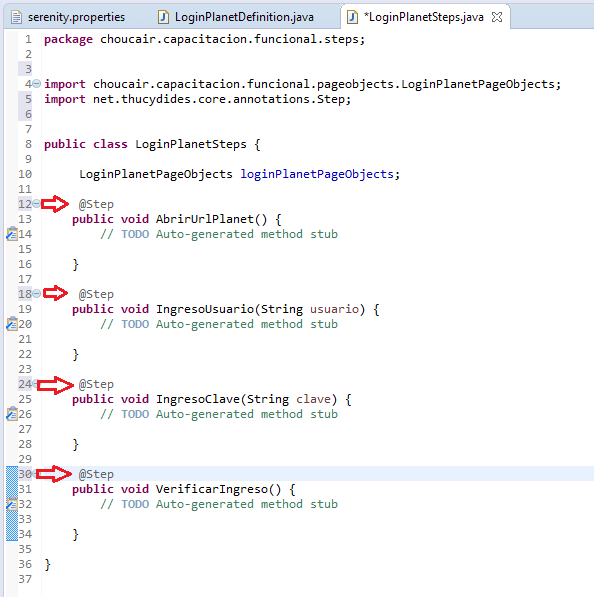 serenity.properties LoginPlanetDefinition.java *LoginPlanetSteps.java
1 package choucair.capacitacion.funcional.steps;
2
3
4 import choucair.capacitacion.funcional.pageobjects.LoginPlanetPageObjects;
5 import net.thucydides.core.annotations.Step;
6
7
8 public class LoginPlanetSteps {
9
10 LoginPlanetPageObjects loginPlanetPageObjects;
11
12 @Step
13 public void AbrirUrlPlanet() {
14 // TODO Auto-generated method stub
15
16 }
17
18 @Step
19 public void IngresoUsuario(String usuario) {
20 // TODO Auto-generated method stub
21
22 }
23
24 @Step
25 public void IngresoClave(String clave) {
26 // TODO Auto-generated method stub
27
28 }
29
30 @Step
31 public void VerificarIngreso() {
32 // TODO Auto-generated method stub
33
34 }
35
36 }
37